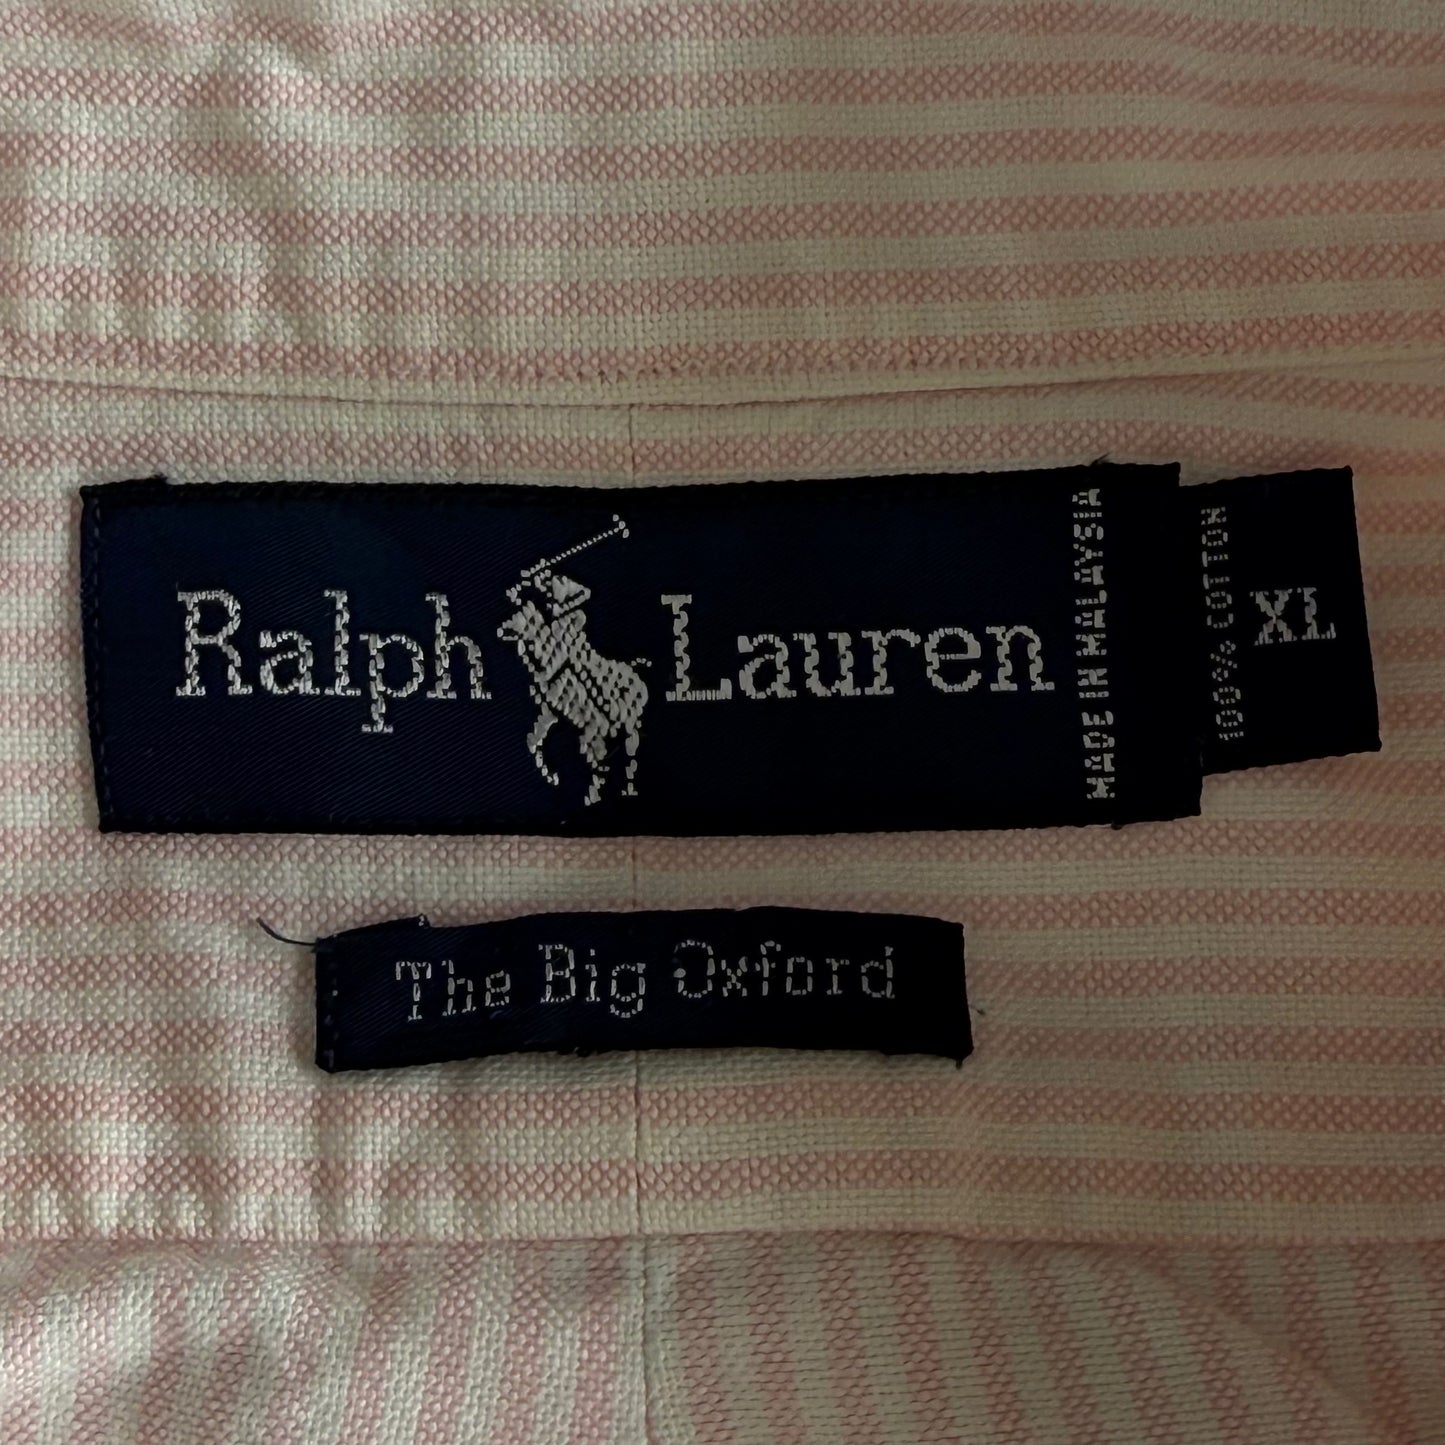 Ralph Lauren
MADE IN MALAYSIA
100% COTTON
XL
The Big Oxford